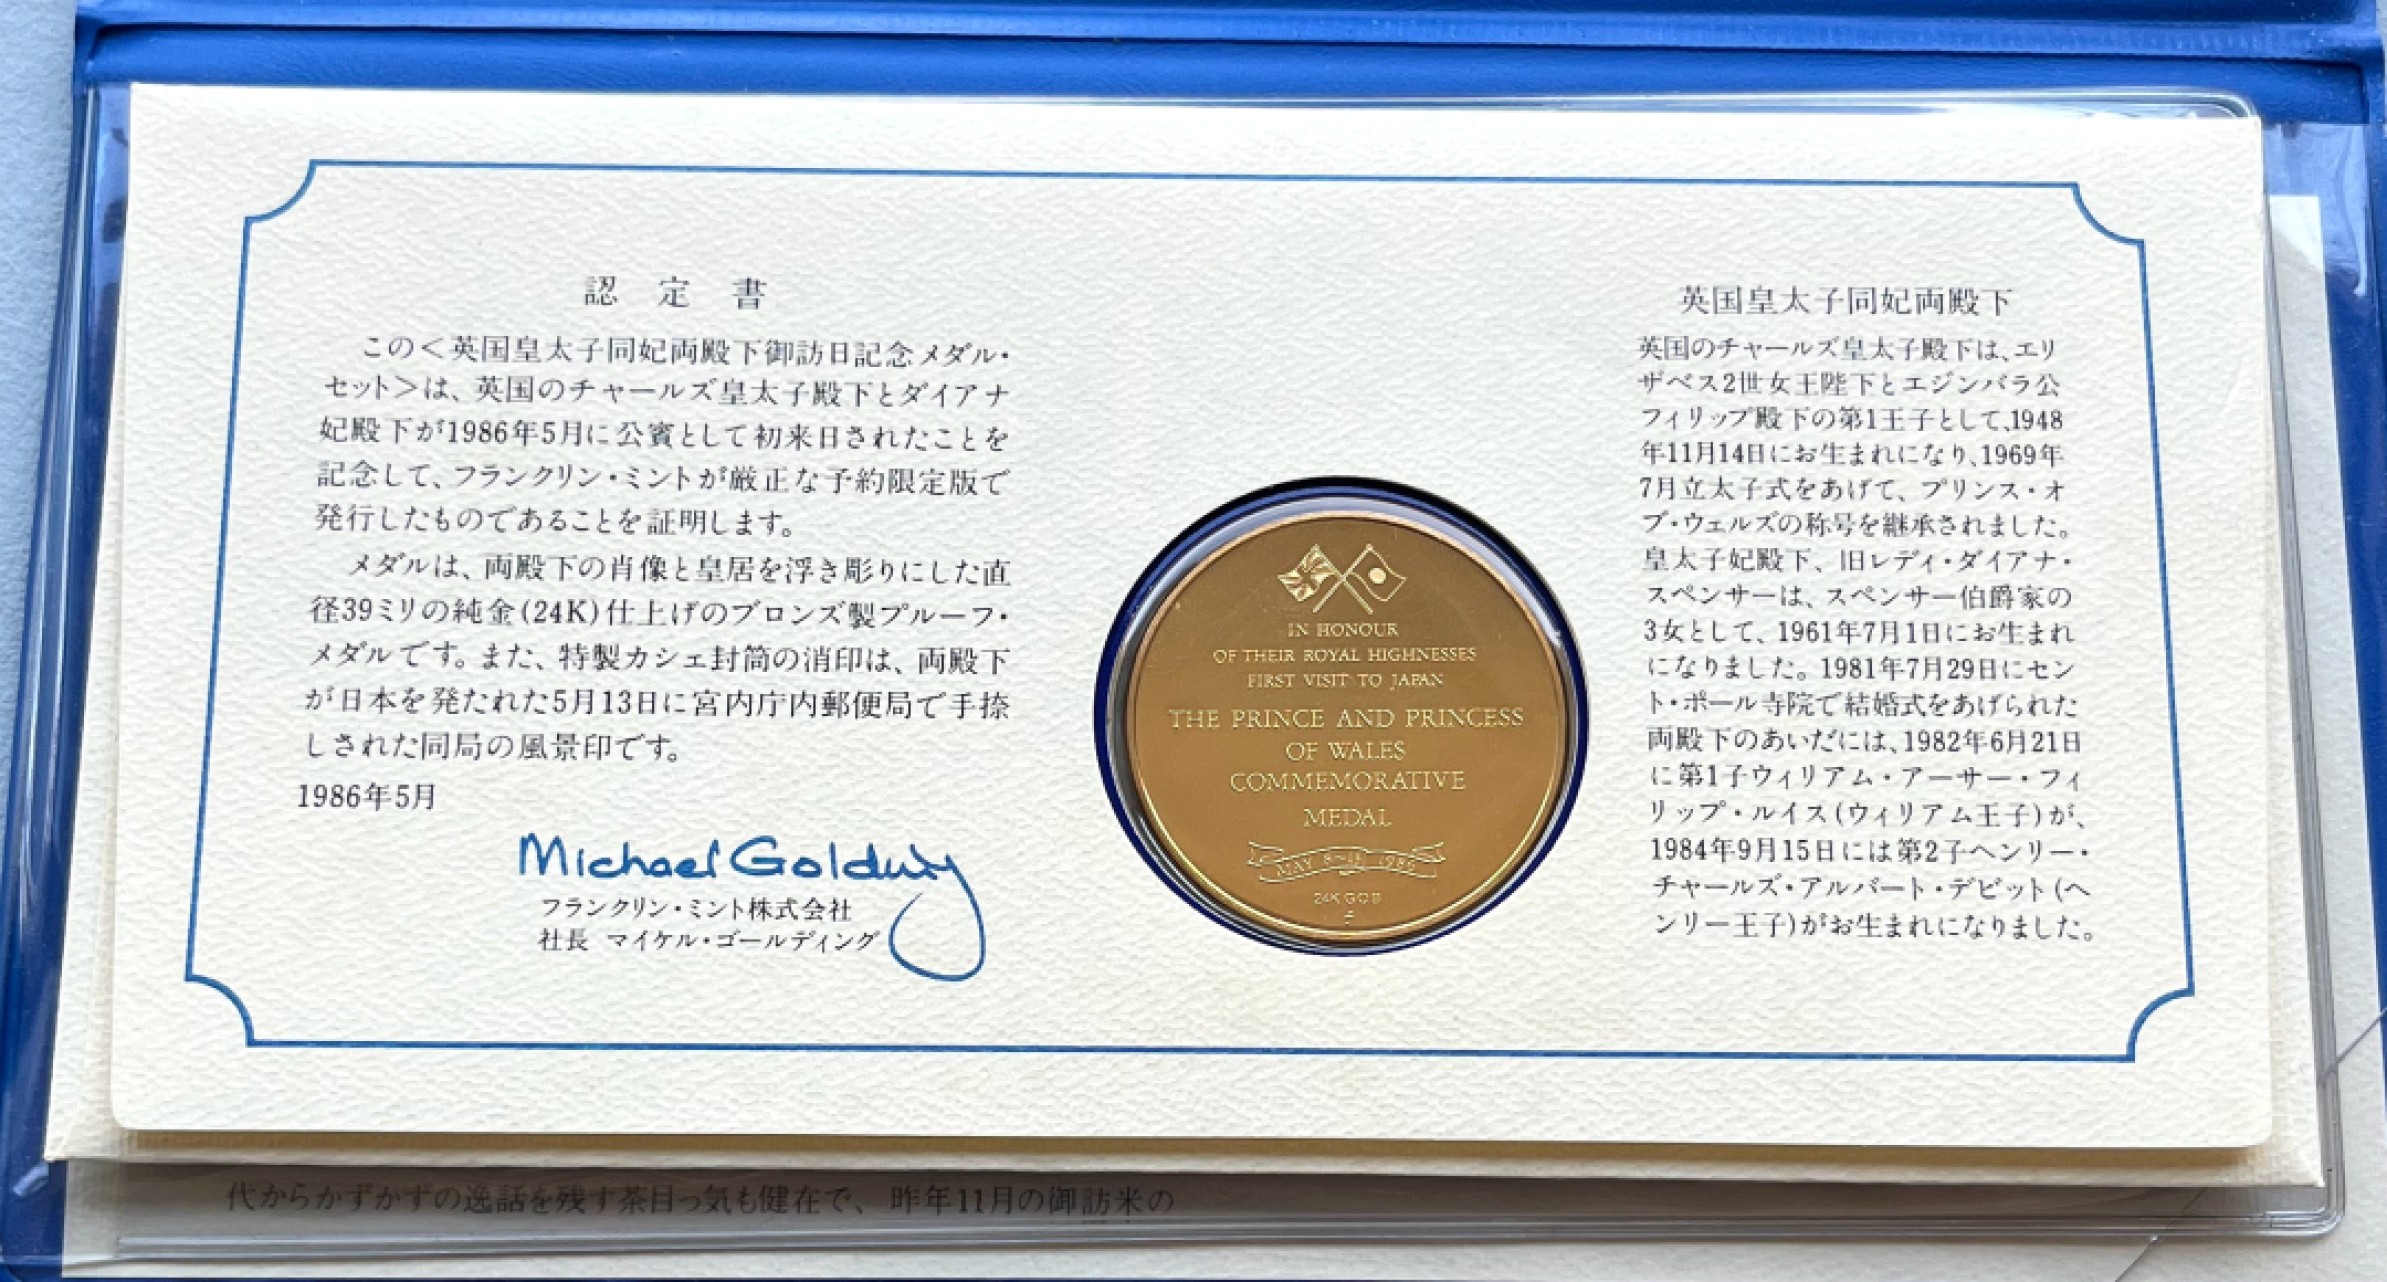 認定書
この<英国皇太子同妃両殿下御訪日記念メダル・
セット>は、英国のチャールズ皇太子殿下とダイアナ
妃殿下が1986年5月に公賓として初来日されたことを
記念して、フランクリン・ミントが厳正な予約限定版で
発行したものであることを証明します。
メダルは、両殿下の肖像と皇居を浮き彫りにした直
径39ミリの純金(24K)仕上げのブロンズ製プルーフ・
メダルです。また、特製カシェ封筒の消印は、両殿下
が日本を発たれた5月13日に宮内庁内郵便局で手捺
しされた同局の風景印です。
1986年5月
Michael Golding
フランクリン・ミント株式会社
社長 マイケル・ゴールディング
IN HONOUR
OF THEIR ROYAL HIGHNESSES
FIRST VISIT TO JAPAN
THE PRINCE AND PRINCESS
OF WALES
COMMEMORATIVE
MEDAL
MAY 1986
24K GOLD
英国皇太子同妃両殿下
英国のチャールズ皇太子殿下は、エリ
ザベス2世女王陛下とエジンバラ公
フィリップ殿下の第1王子として、1948
年11月14日にお生まれになり、1969年
7月立太子式をあげて、プリンス・オ
ブ・ウェルズの称号を継承されました。
皇太子妃殿下、旧レディ・ダイアナ・
スペンサーは、スペンサー伯爵家の
3女として、1961年7月1日にお生まれ
になりました。1981年7月29日にセン
ト・ポール寺院で結婚式をあげられた
両殿下のあいだには、1982年6月21日
に第1子ウィリアム・アーサー・フィ
リップ・ルイス(ウィリアム王子)が、
1984年9月15日には第2子ヘンリー・
チャールズ・アルバート・デビット(ヘ
ンリー王子)がお生まれになりました。
代からかずかずの逸話を残す茶目っ気も健在で、昨年11月の御訪米の